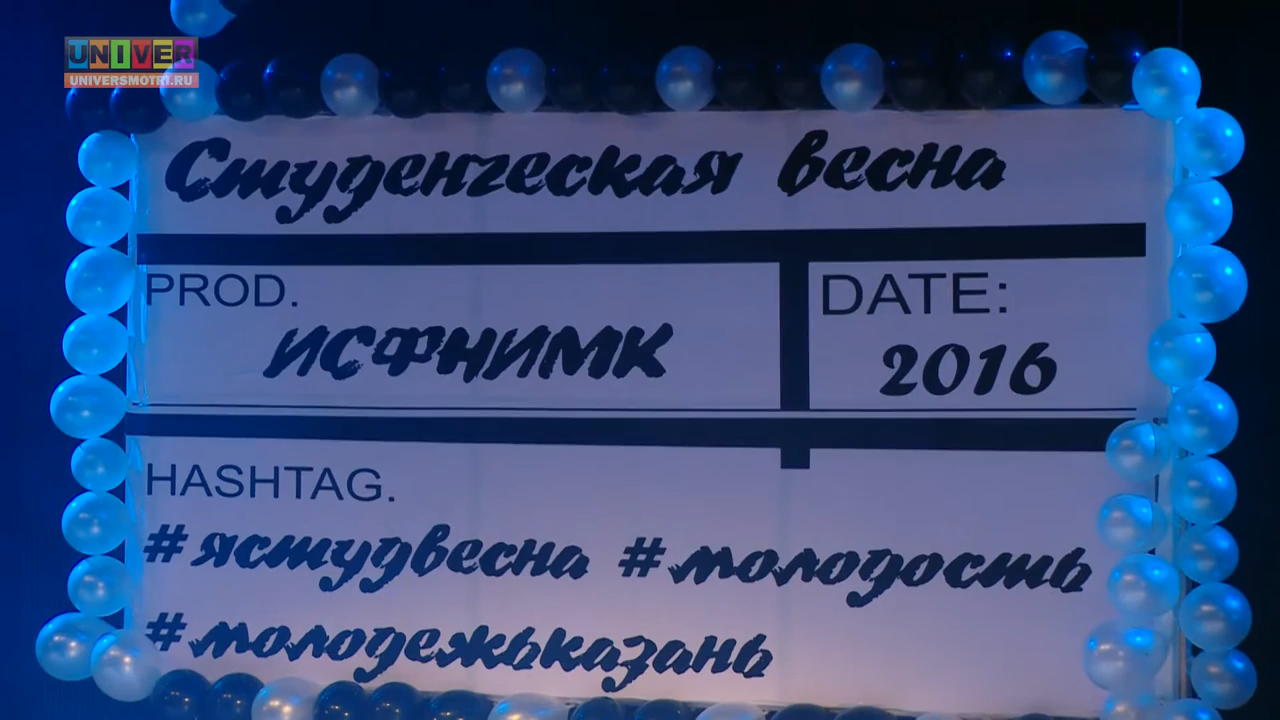 UNIVER
UNIVERSMOTRI.RU
Студенческая весна
PROD.
ИСФНИМК
DATE:
2016
HASHTAG.
#ястудвесна #молодость
#молодежьказань